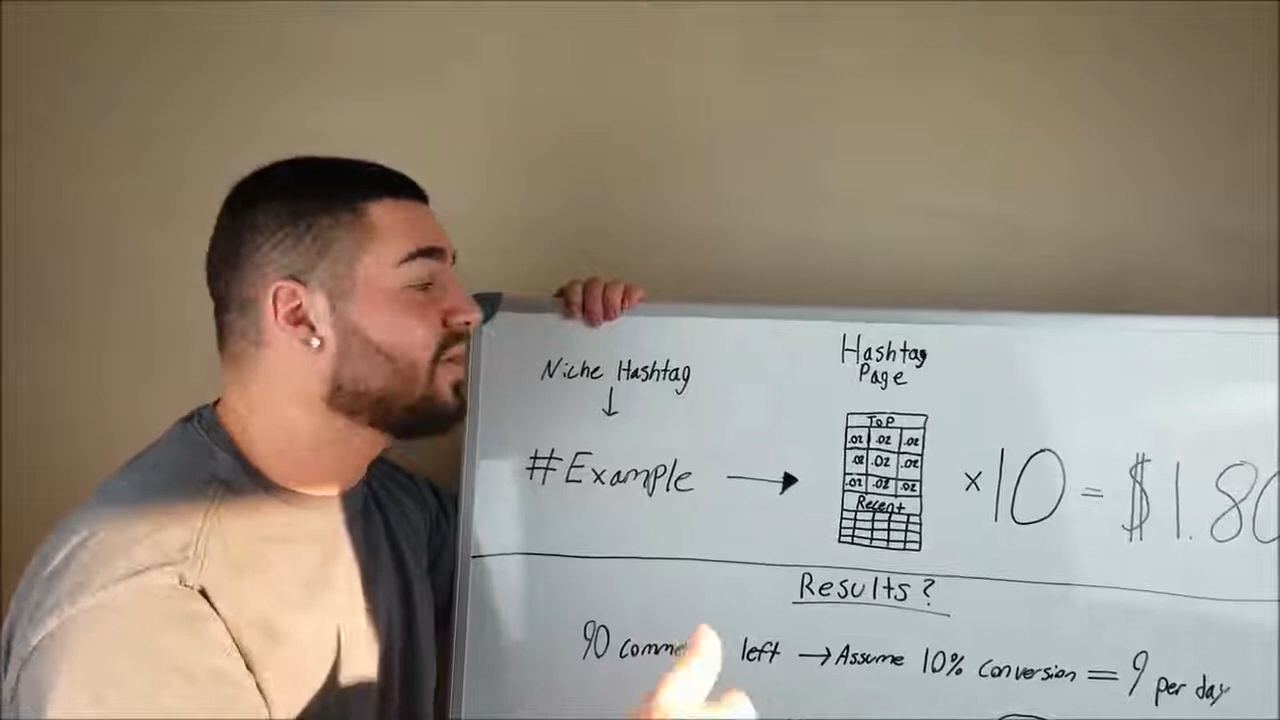 Niche Hashtag
↓
Hashtag
Page
#Example → × 10 = $1.80
TOP
.02 .02 .02
.02 .02 .02
.02 .02 .02
Recent
Results?
90 left → Assume 10% conversion = 9 per day